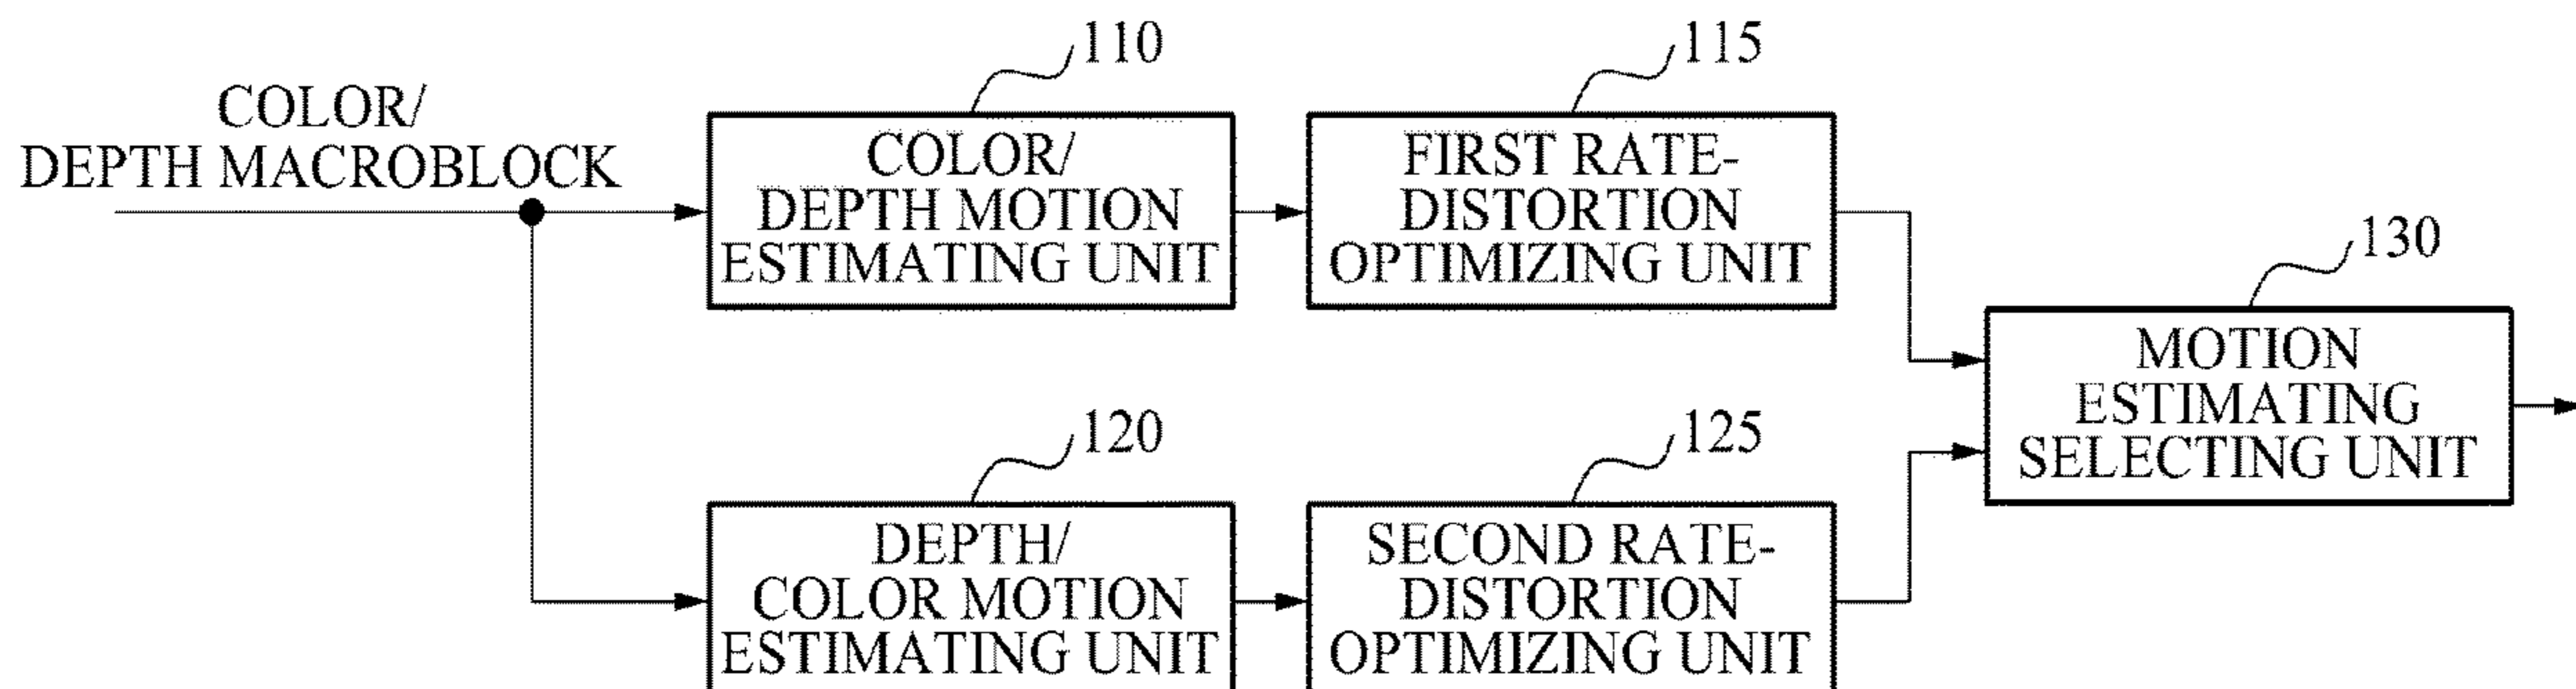 110
115
COLOR/
DEPTH MACROBLOCK
COLOR/
DEPTH MOTION
ESTIMATING UNIT
FIRST RATE-
DISTORTION
OPTIMIZING UNIT
130
MOTION
ESTIMATING
SELECTING UNIT
120
125
DEPTH/
COLOR MOTION
ESTIMATING UNIT
SECOND RATE-
DISTORTION
OPTIMIZING UNIT